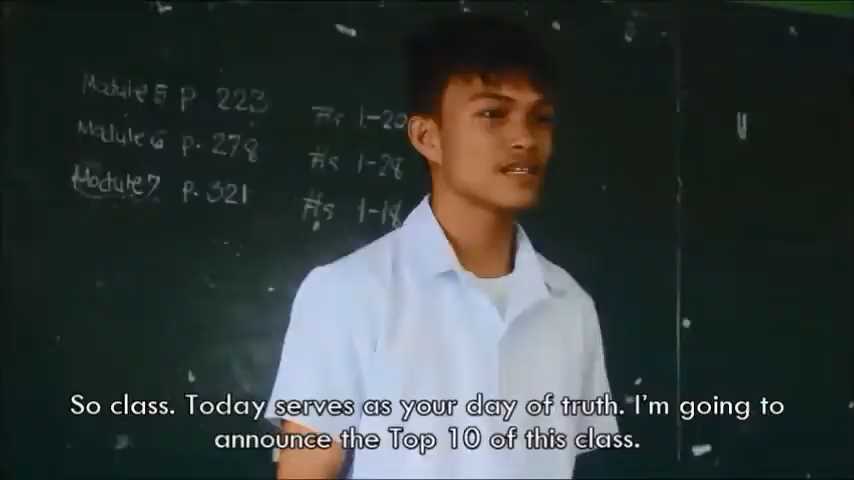 Module 5 p. 223 #s 1-20
Module 6 p. 278 #s 1-28
Module 7 p. 321 #s 1-18
So class. Today serves as your day of truth. I'm going to
announce the Top 10 of this class.